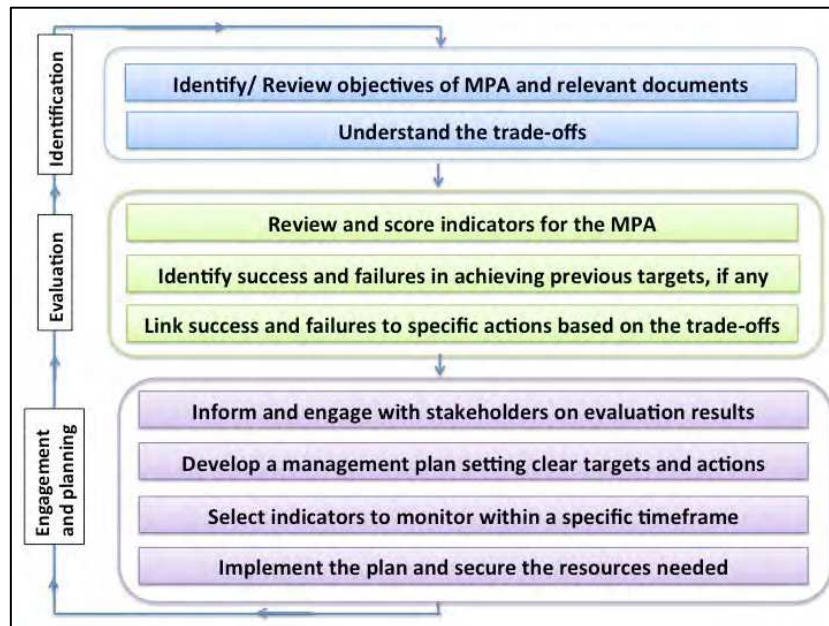 Identification
Identify/ Review objectives of MPA and relevant documents
Understand the trade-offs
Evaluation
Review and score indicators for the MPA
Identify success and failures in achieving previous targets, if any
Link success and failures to specific actions based on the trade-offs
Engagement
and planning
Inform and engage with stakeholders on evaluation results
Develop a management plan setting clear targets and actions
Select indicators to monitor within a specific timeframe
Implement the plan and secure the resources needed